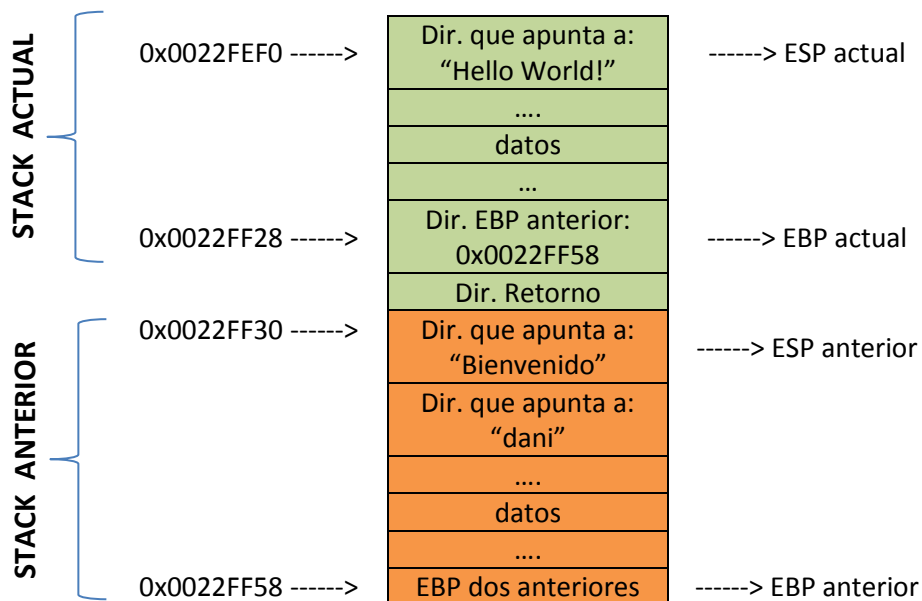 STACK ACTUAL
0x0022FEF0 ------>
Dir. que apunta a:
“Hello World!”
------> ESP actual
....
datos
...
0x0022FF28 ------>
Dir. EBP anterior:
0x0022FF58
------> EBP actual
Dir. Retorno
STACK ANTERIOR
0x0022FF30 ------>
Dir. que apunta a:
“Bienvenido”
------> ESP anterior
Dir. que apunta a:
“dani”
....
datos
....
0x0022FF58 ------>
EBP dos anteriores
------> EBP anterior